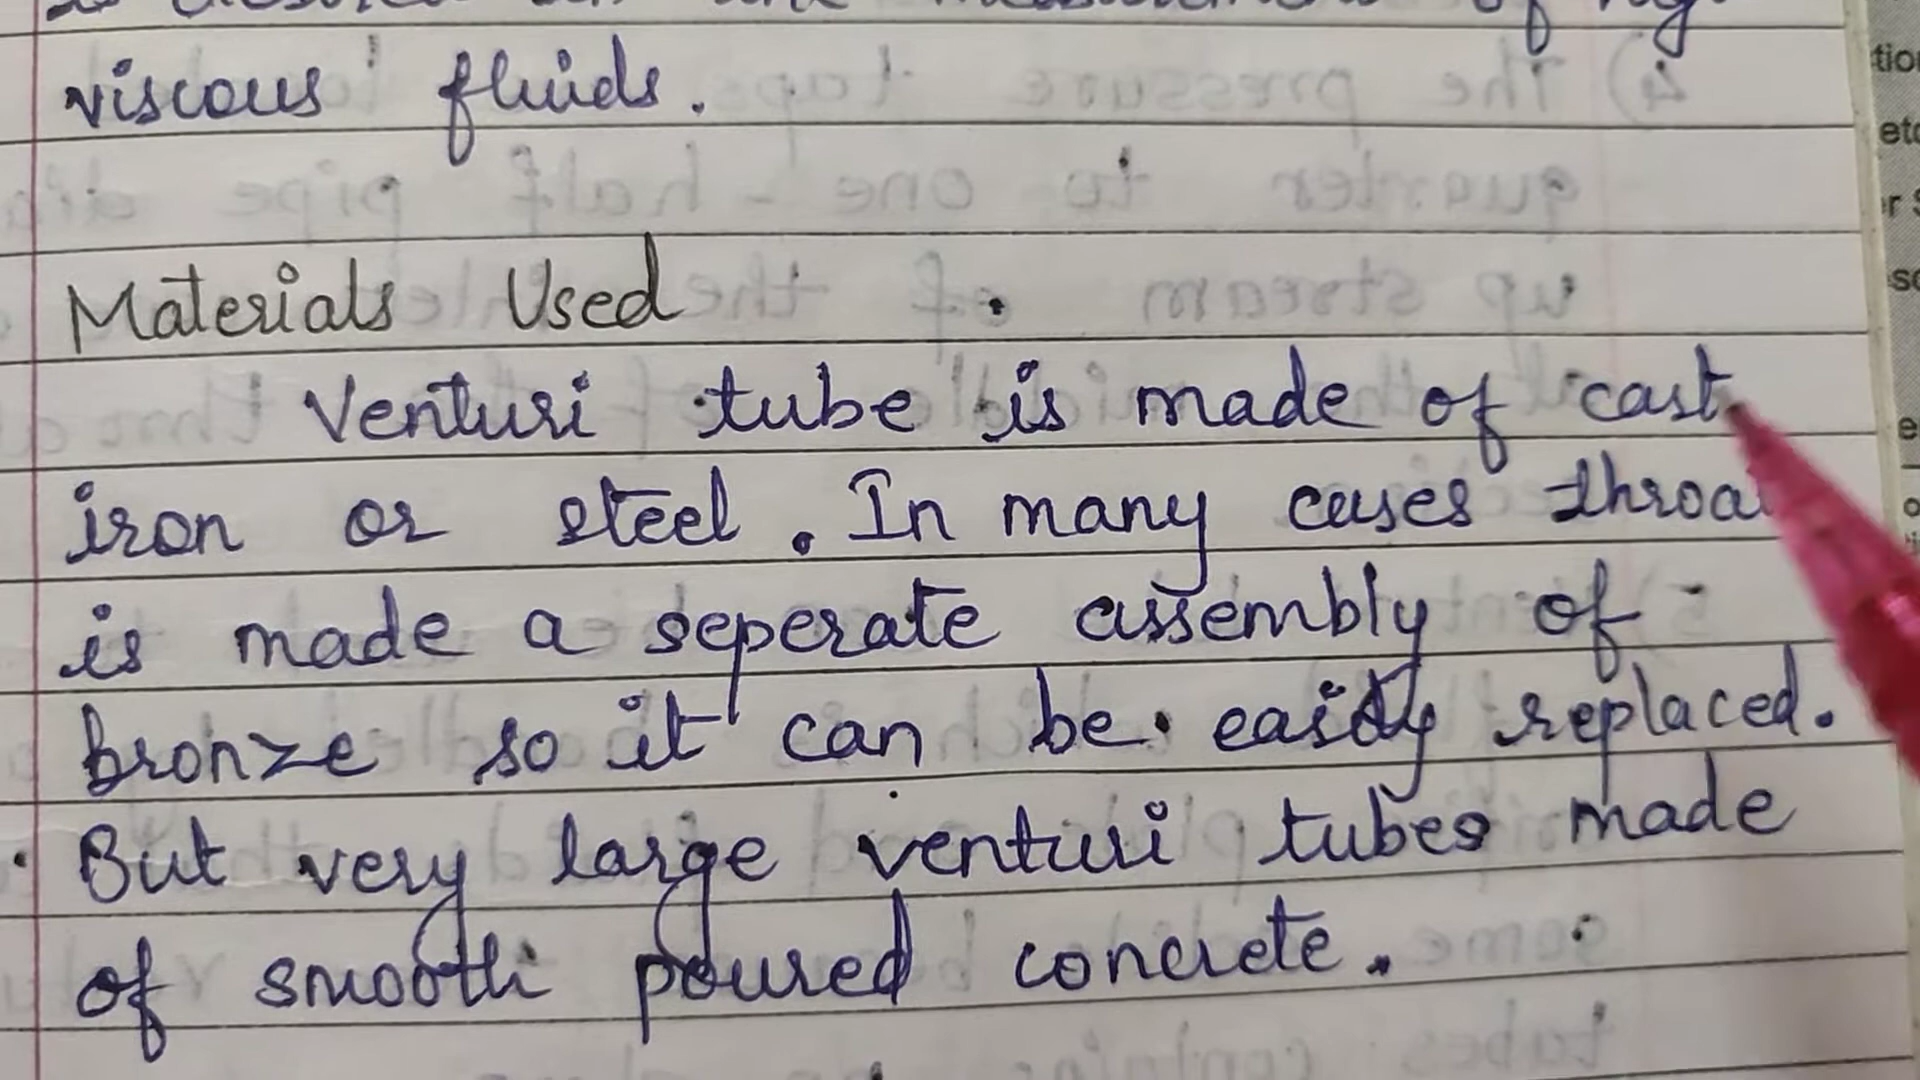 of
viscous fluids.
Materials Used
Venturi tube is made of cast
iron or steel. In many cases throat
is made a seperate assembly of
bronze so it can be easily replaced.
But very large venturi tubes made
of smooth poured concrete.